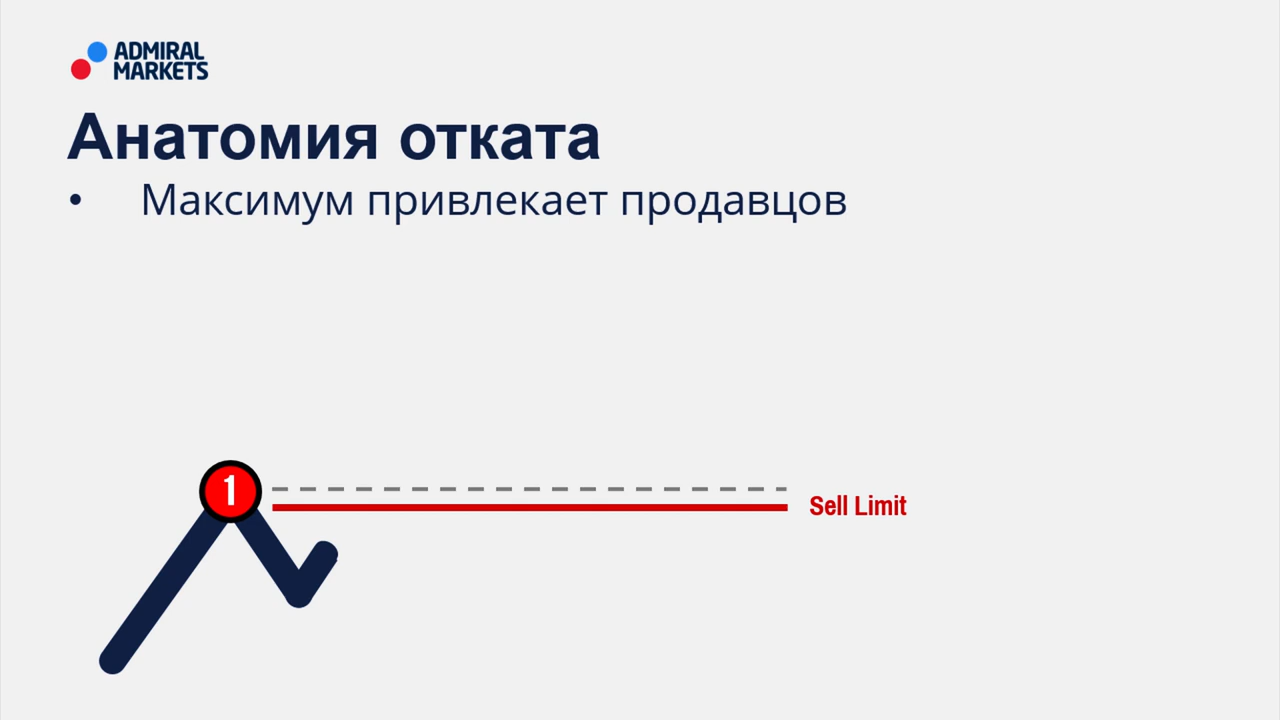 ADMIRAL
MARKETS
Анатомия отката
• Максимум привлекает продавцов
1
Sell Limit